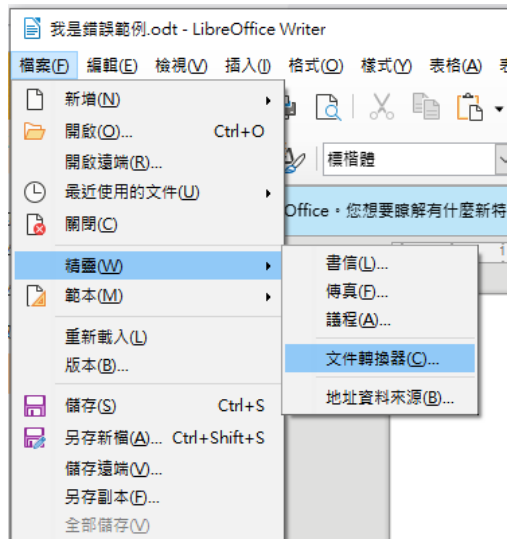 我是錯誤範例.odt - LibreOffice Writer
檔案(F) 編輯(E) 檢視(V) 插入(I) 格式(O) 樣式(Y) 表格(A)
新增(N)
開啟(O)... Ctrl+O
開啟遠端(R)...
標楷體
最近使用的文件(U)
Office。您想要瞭解有什麼新特
關閉(C)
精靈(W)
書信(L)...
範本(M)
傳真(F)...
議程(A)...
重新載入(L)
文件轉換器(C)...
版本(B)...
地址資料來源(B)...
儲存(S) Ctrl+S
另存新檔(A)... Ctrl+Shift+S
儲存遠端(V)...
另存副本(F)...
全部儲存(V)